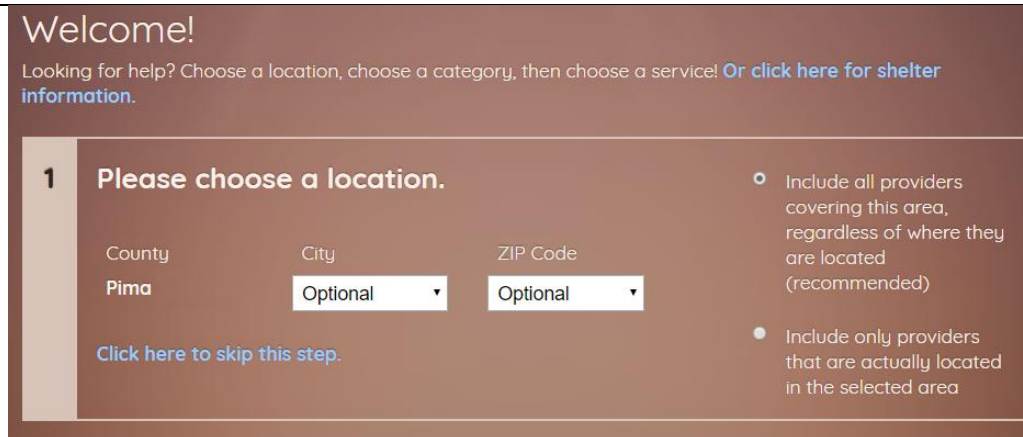 Welcome!
Looking for help? Choose a location, choose a category, then choose a service! Or click here for shelter
information.
1
Please choose a location.
County
City
ZIP Code
Pima
Optional
Optional
Click here to skip this step.
Include all providers
covering this area,
regardless of where they
are located
(recommended)
Include only providers
that are actually located
in the selected area